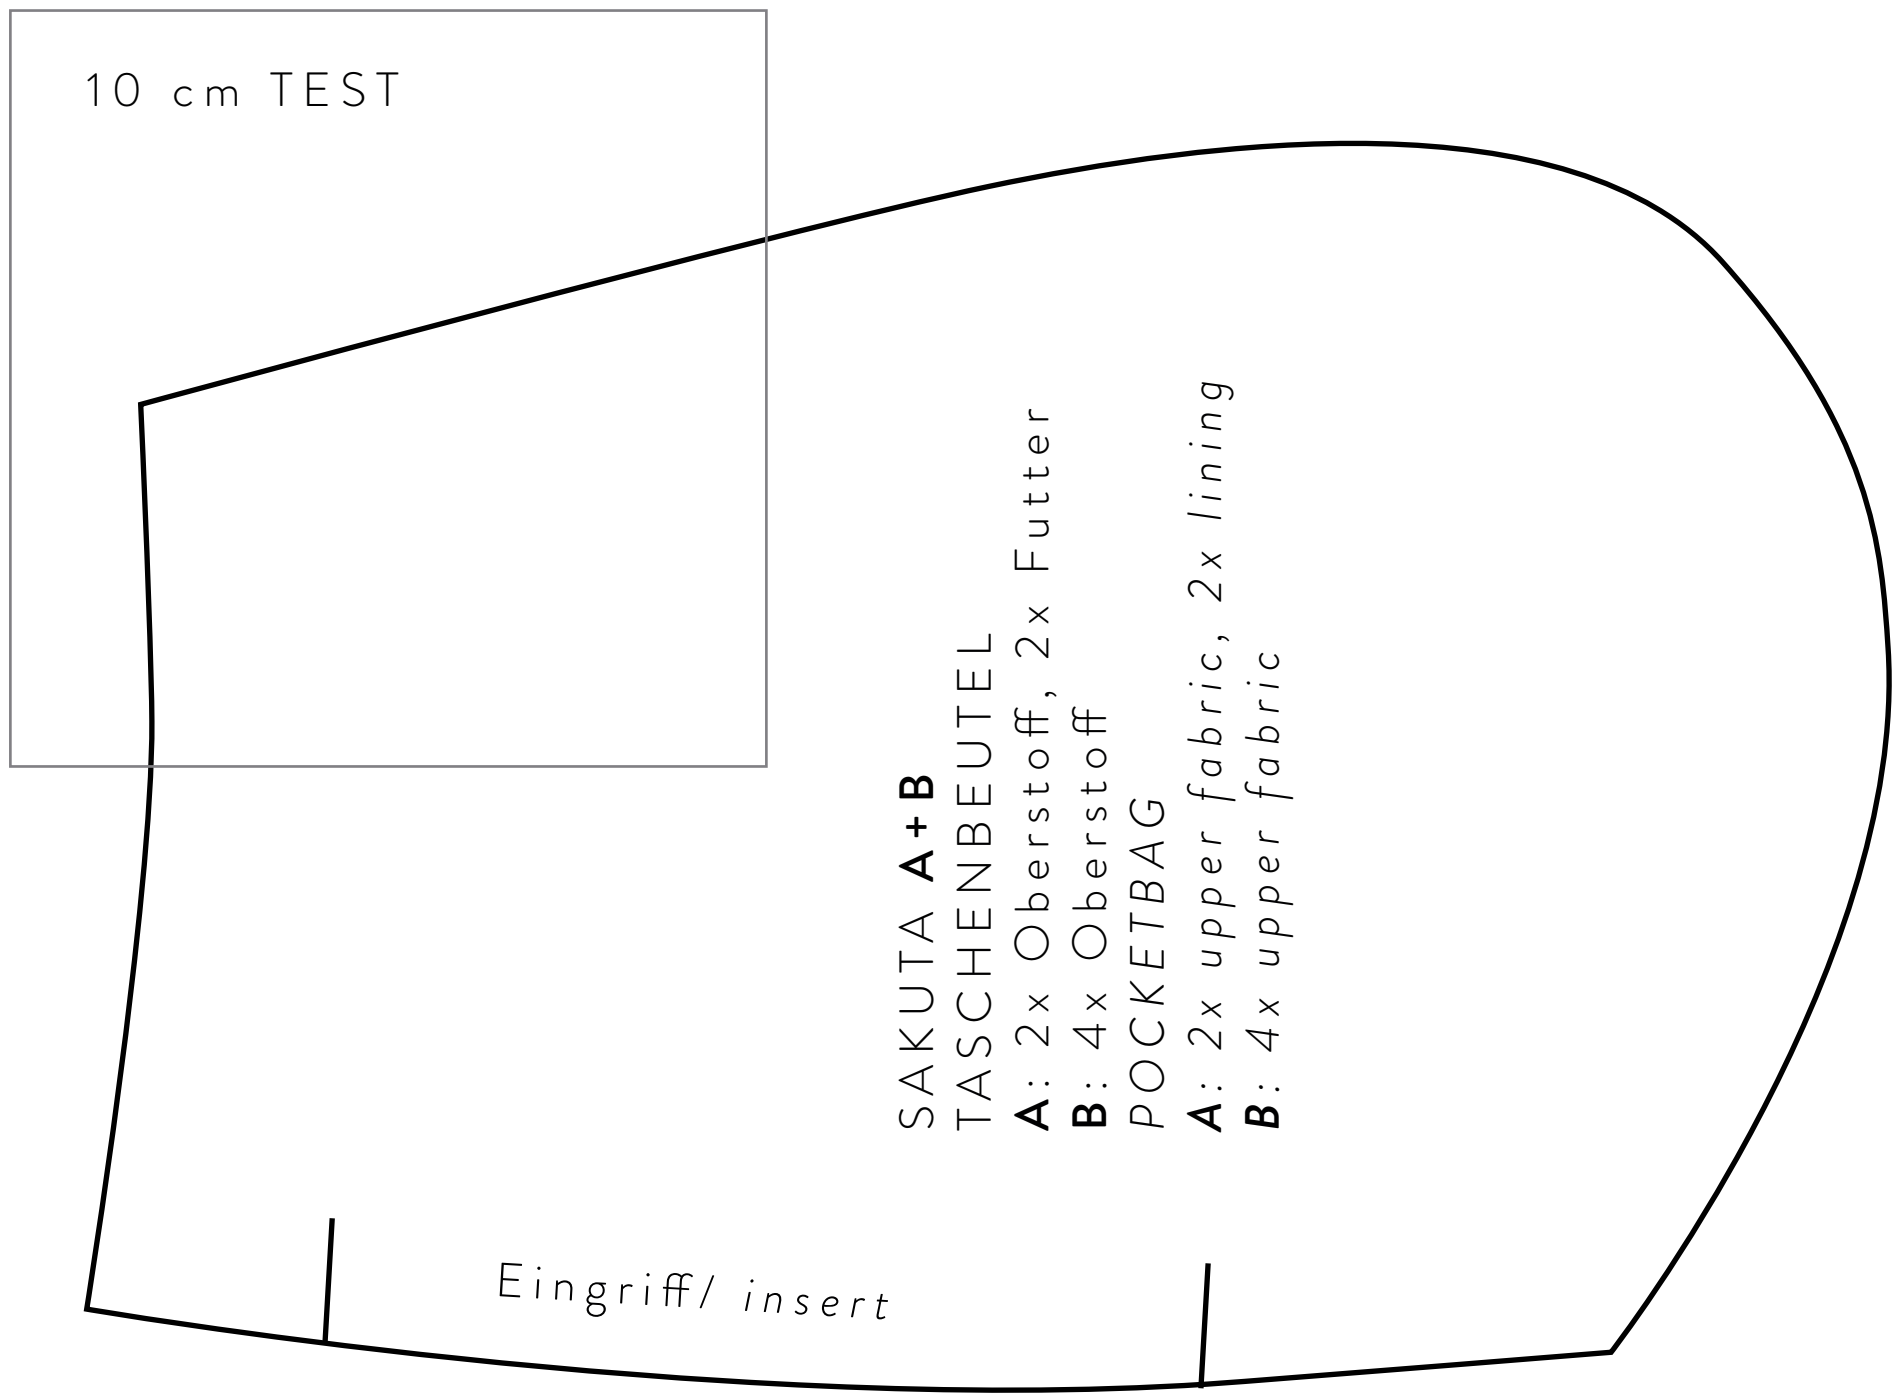 10 cm TEST
SAKUTA A+B
TASCHENBEUTEL
A: 2x Oberstoff, 2x Futter
B: 4x Oberstoff
POCKETBAG
A: 2x upper fabric, 2x lining
B: 4x upper fabric
Eingriff/ insert